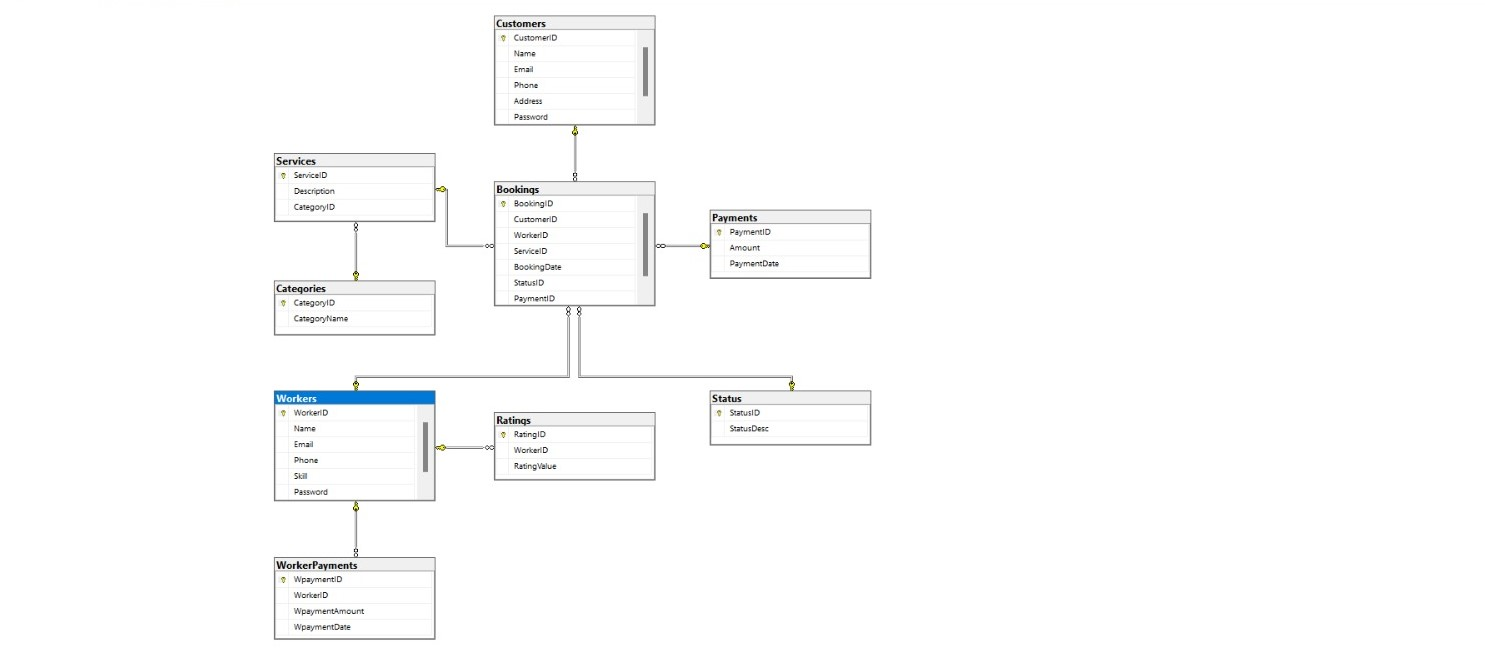 Customers
CustomerID
Name
Email
Phone
Address
Password
Services
ServiceID
Description
CategoryID
Bookings
BookingID
CustomerID
WorkerID
ServiceID
BookingDate
StatusID
PaymentID
Payments
PaymentID
Amount
PaymentDate
Categories
CategoryID
CategoryName
Workers
WorkerID
Name
Email
Phone
Skill
Password
Ratings
RatingID
WorkerID
RatingValue
Status
StatusID
StatusDesc
WorkerPayments
WpaymentID
WorkerID
WpaymentAmount
WpaymentDate